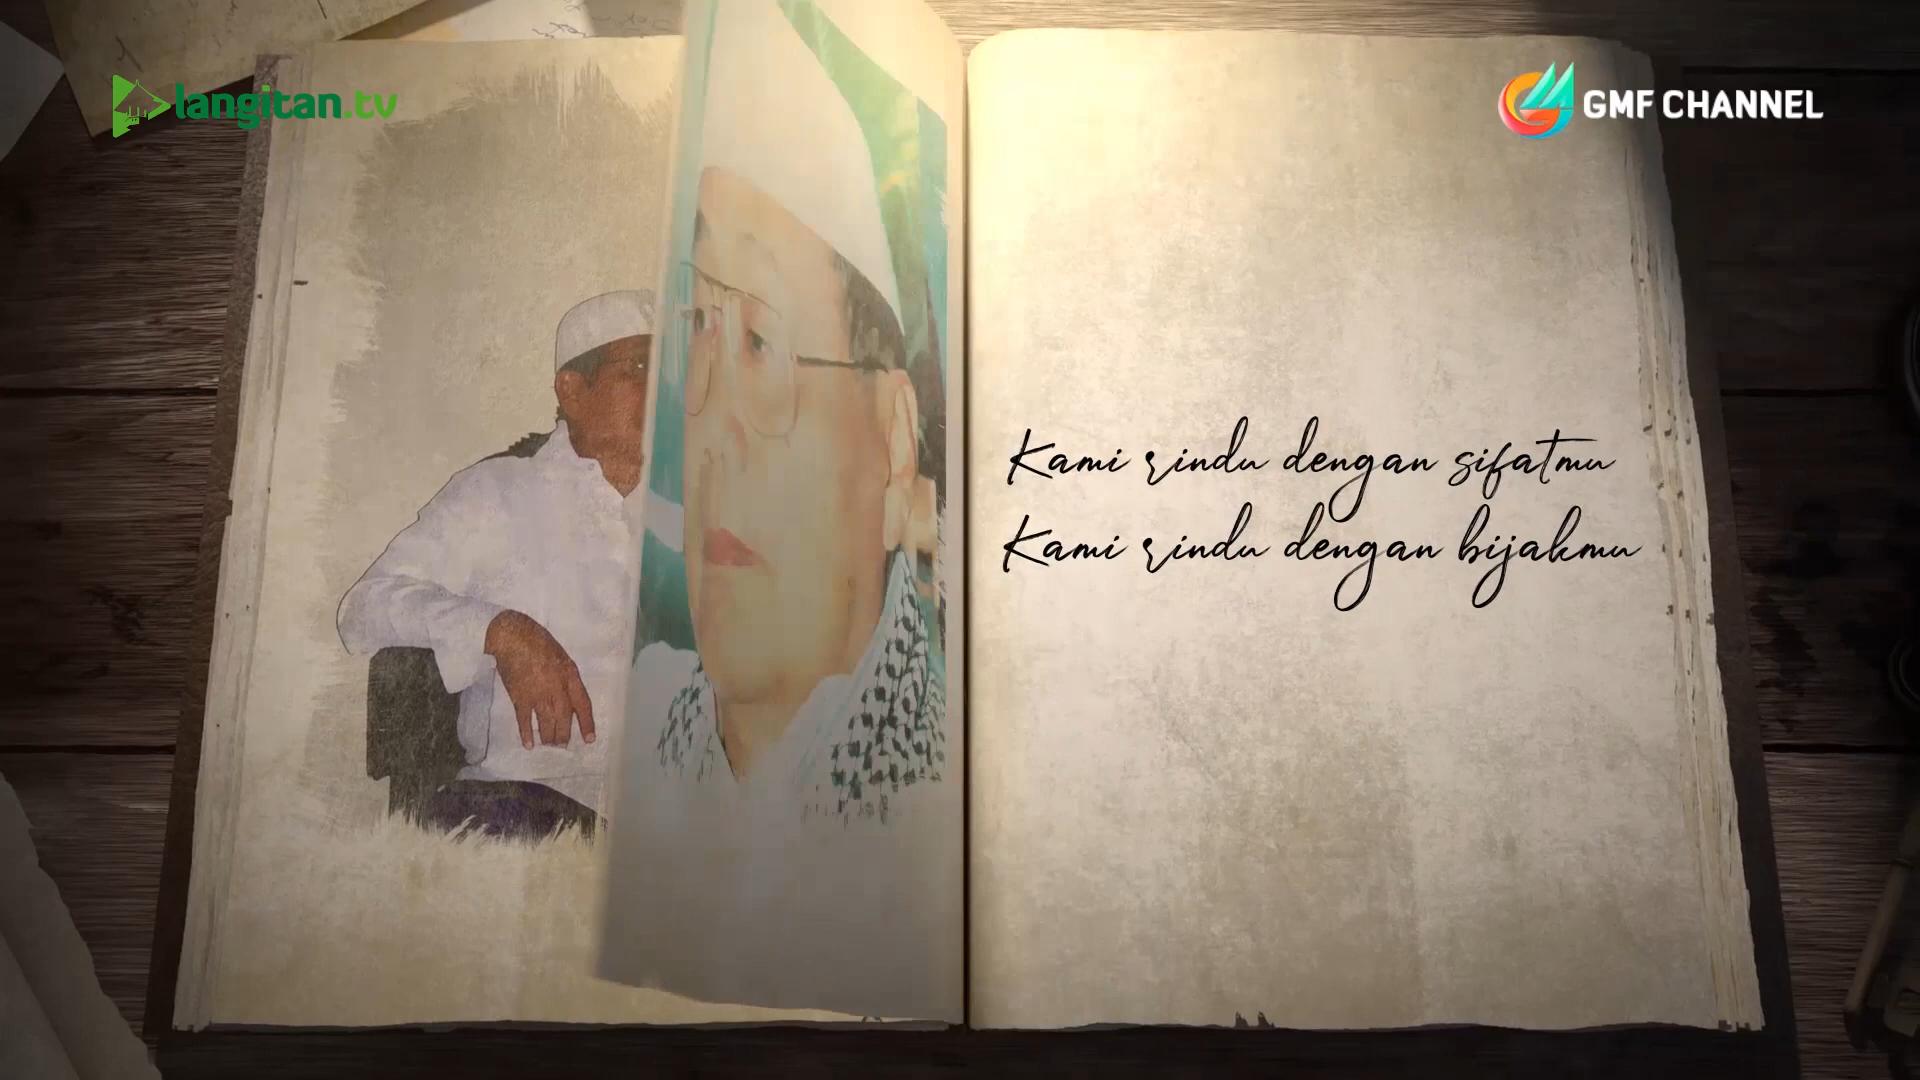 langitan.tv
GMF CHANNEL
Kami rindu dengan sifatmu
Kami rindu dengan bijakmu